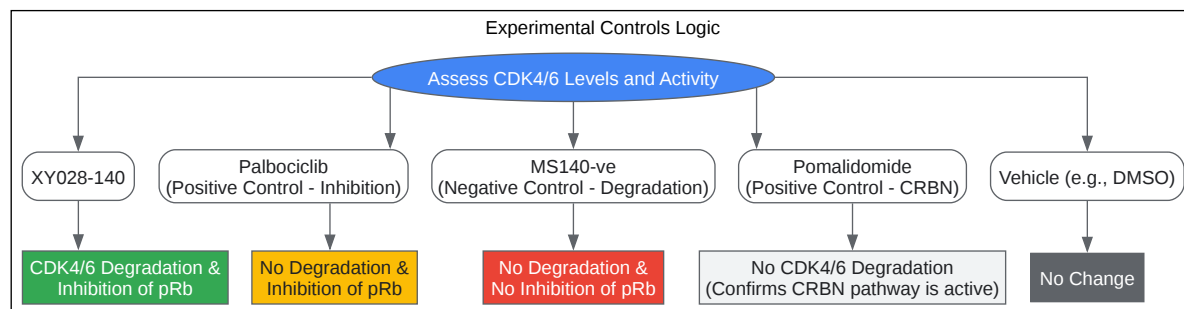 Experimental Controls Logic
Assess CDK4/6 Levels and Activity
XY028-140
Palbociclib
(Positive Control - Inhibition)
MS140-ve
(Negative Control - Degradation)
Pomalidomide
(Positive Control - CRBN)
Vehicle (e.g., DMSO)
CDK4/6 Degradation &
Inhibition of pRb
No Degradation &
Inhibition of pRb
No Degradation &
No Inhibition of pRb
No CDK4/6 Degradation
(Confirms CRBN pathway is active)
No Change